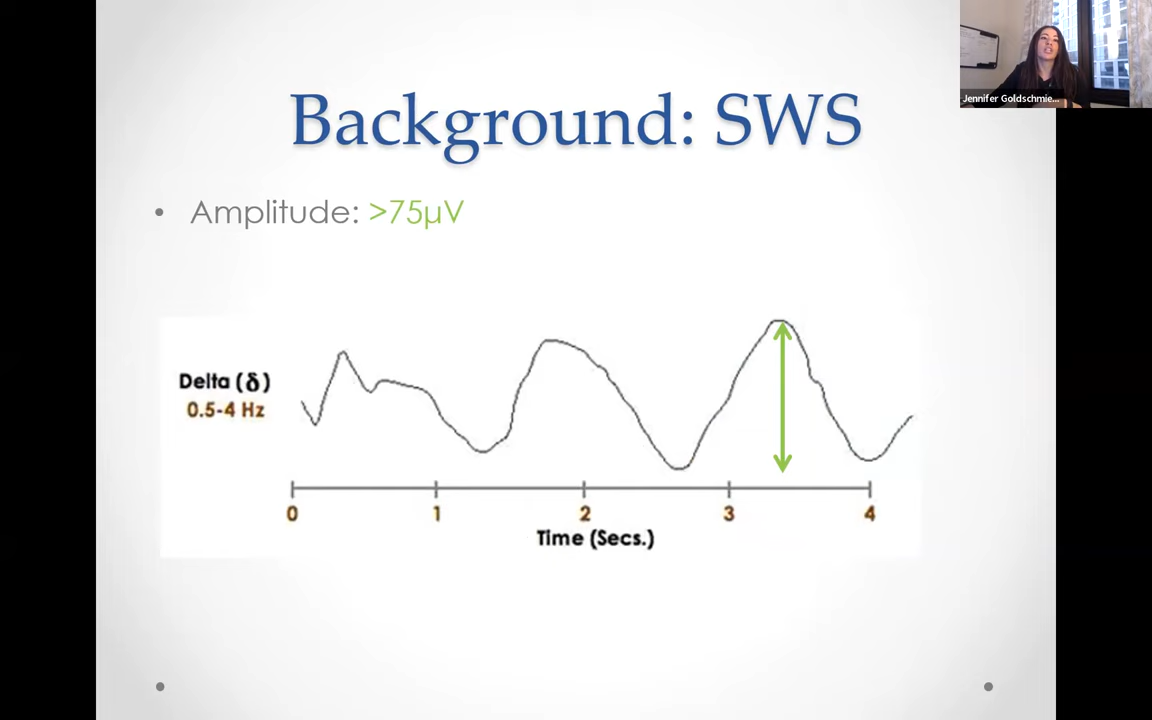 Jennifer Goldschmie...
Background: SWS
• Amplitude: >75µV
Delta (δ)
0.5-4 Hz
0 1 2 3 4
Time (Secs.)